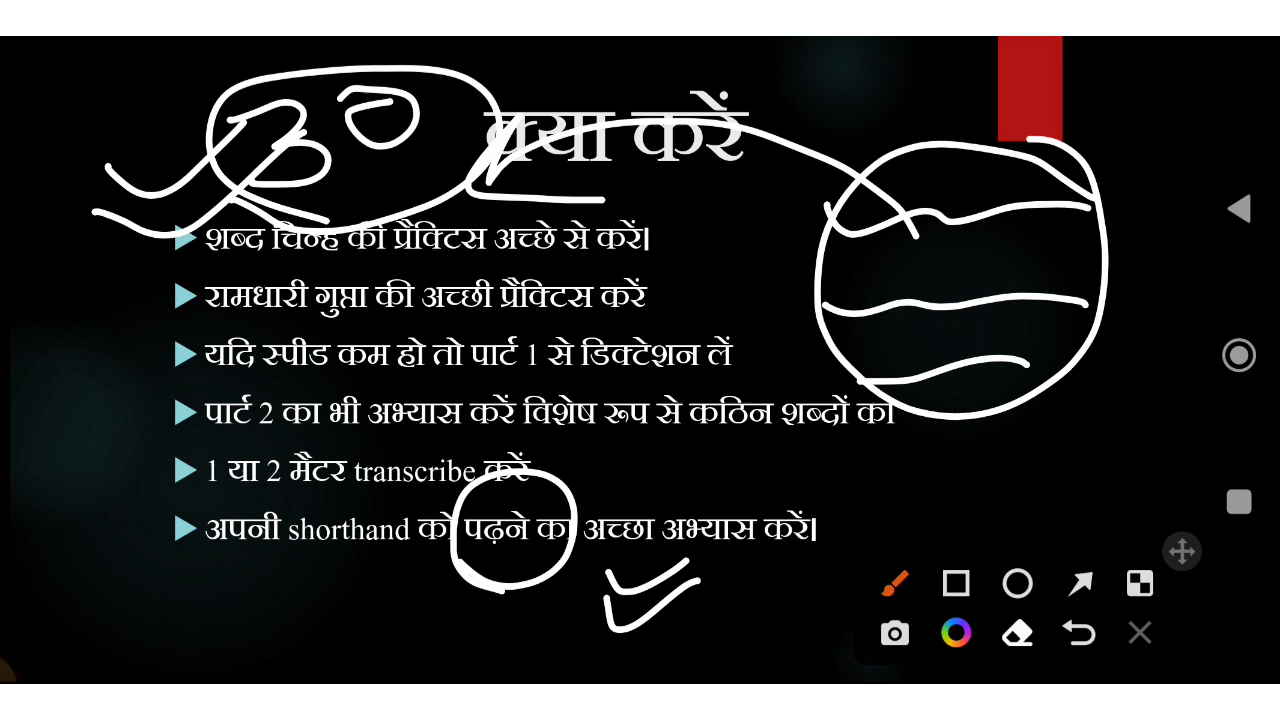 30
क्या करें
शब्द चिन्ह की प्रैक्टिस अच्छे से करें।
रामधारी गुप्ता की अच्छी प्रैक्टिस करें
यदि स्पीड कम हो तो पार्ट 1 से डिक्टेशन लें
पार्ट 2 का भी अभ्यास करें विशेष रूप से कठिन शब्दों का
1 या 2 मैटर transcribe करें
अपनी shorthand को पढ़ने का अच्छा अभ्यास करें।